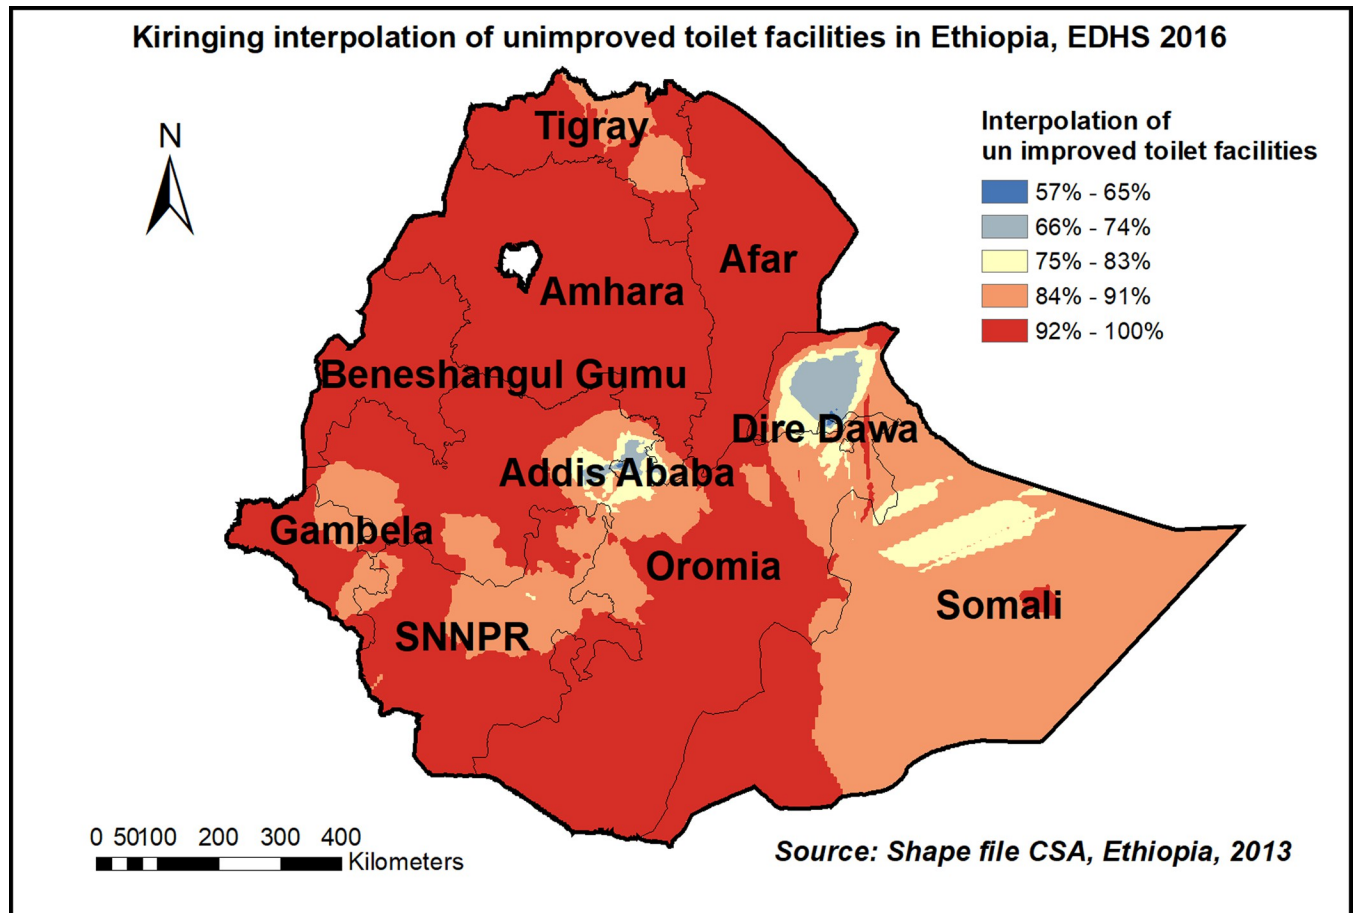 Kiringing interpolation of unimproved toilet facilities in Ethiopia, EDHS 2016
N
Interpolation of
un improved toilet facilities
57% - 65%
66% - 74%
75% - 83%
84% - 91%
92% - 100%
Tigray
Afar
Amhara
Beneshangul Gumu
Dire Dawa
Addis Ababa
Gambela
Oromia
Somali
SNNPR
0 50 100 200 300 400
Kilometers
Source: Shape file CSA, Ethiopia, 2013